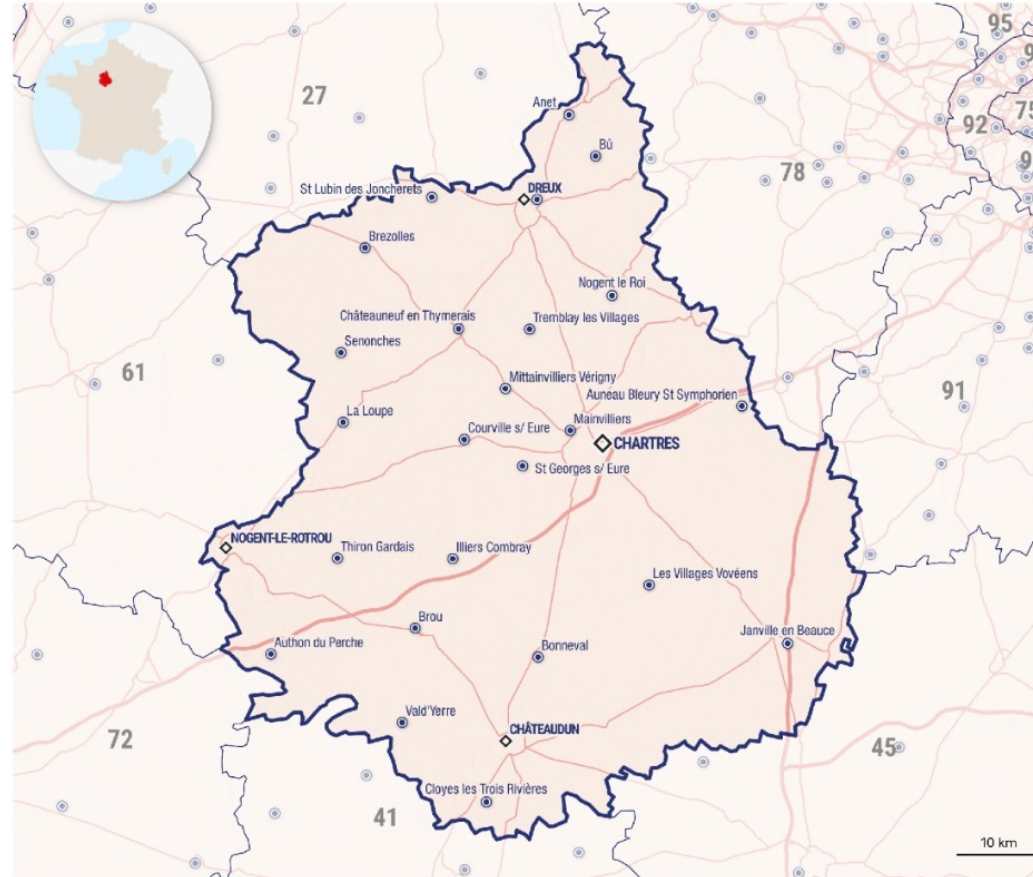 95
9
27
75
92
Anet
9
Bû
78
St Lubin des Joncherets
DREUX
Brezolles
Nogent le Roi
Châteauneuf en Thymerais
Tremblay les Villages
Senonches
61
Mittainvilliers Vérigny
91
Auneau Bleury St Symphorien
La Loupe
Mainvilliers
Courville s/ Eure
CHARTRES
St Georges s/ Eure
NOGENT-LE-ROTROU
Thiron Gardais
Illiers Combray
Les Villages Vovéens
Brou
Janville en Beauce
Authon du Perche
Bonneval
Vald'Yerre
CHÂTEAUDUN
72
45
Cloyes les Trois Rivières
41
10 km